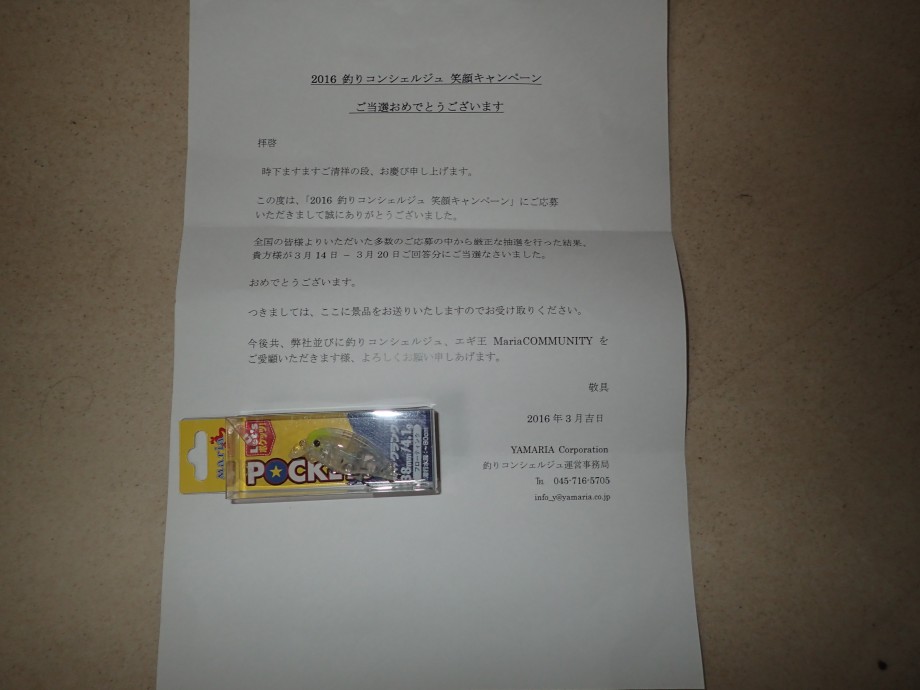 2016 釣りコンシェルジュ 笑顔キャンペーン
ご当選おめでとうございます
拝啓
時下ますますご清祥の段、お慶び申し上げます。
この度は、「2016 釣りコンシェルジュ 笑顔キャンペーン」にご応募
いただきまして誠にありがとうございました。
全国の皆様よりいただいた多数のご応募の中から厳正な抽選を行った結果、
貴方様が3月14日 – 3月20日ご回答分にご当選なさいました。
おめでとうございます。
つきましては、ここに景品をお送りいたしますのでお受け取りください。
今後共、弊社並びに釣りコンシェルジュ、エギ王 MariaCOMMUNITY を
ご愛顧いただきます様、よろしくお願い申しあげます。
敬具
2016年3月吉日
YAMARIA Corporation
釣りコンシェルジュ運営事務局
℡ 045-716-5705
info_y@yamaria.co.jp
Maria
Let's
POCKE
38mm/4.1g